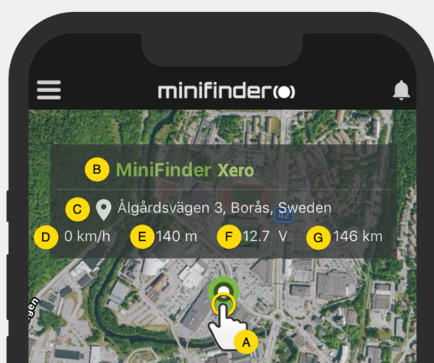 minifinder
B MiniFinder Xero
C Ålgårdsvägen 3, Borås, Sweden
D 0 km/h E 140 m F 12.7 V G 146 km
A